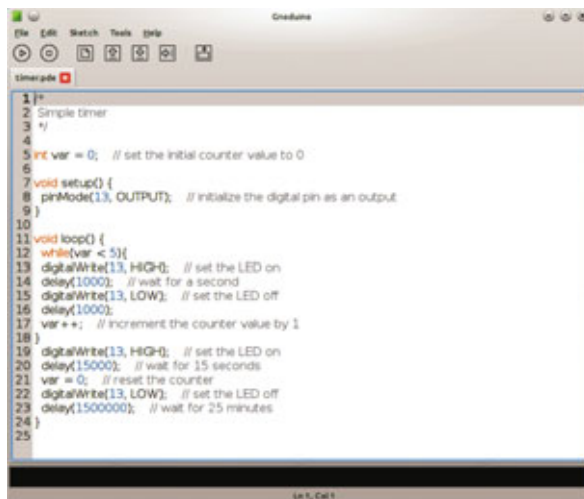 Gnoduino
File Edit Sketch Tools Help
timer.pde
1 /*
2 Simple timer
3 */
4
5 int var = 0; // set the initial counter value to 0
6
7 void setup() {
8 pinMode(13, OUTPUT); // initialize the digital pin as an output
9 }
10
11 void loop() {
12 while(var < 5){
13 digitalWrite(13, HIGH); // set the LED on
14 delay(1000); // wait for a second
15 digitalWrite(13, LOW); // set the LED off
16 delay(1000);
17 var++; // increment the counter value by 1
18 }
19 digitalWrite(13, HIGH); // set the LED on
20 delay(15000); // wait for 15 seconds
21 var = 0; // reset the counter
22 digitalWrite(13, LOW); // set the LED off
23 delay(1500000); // wait for 25 minutes
24 }
25
Ln 1, Col 1